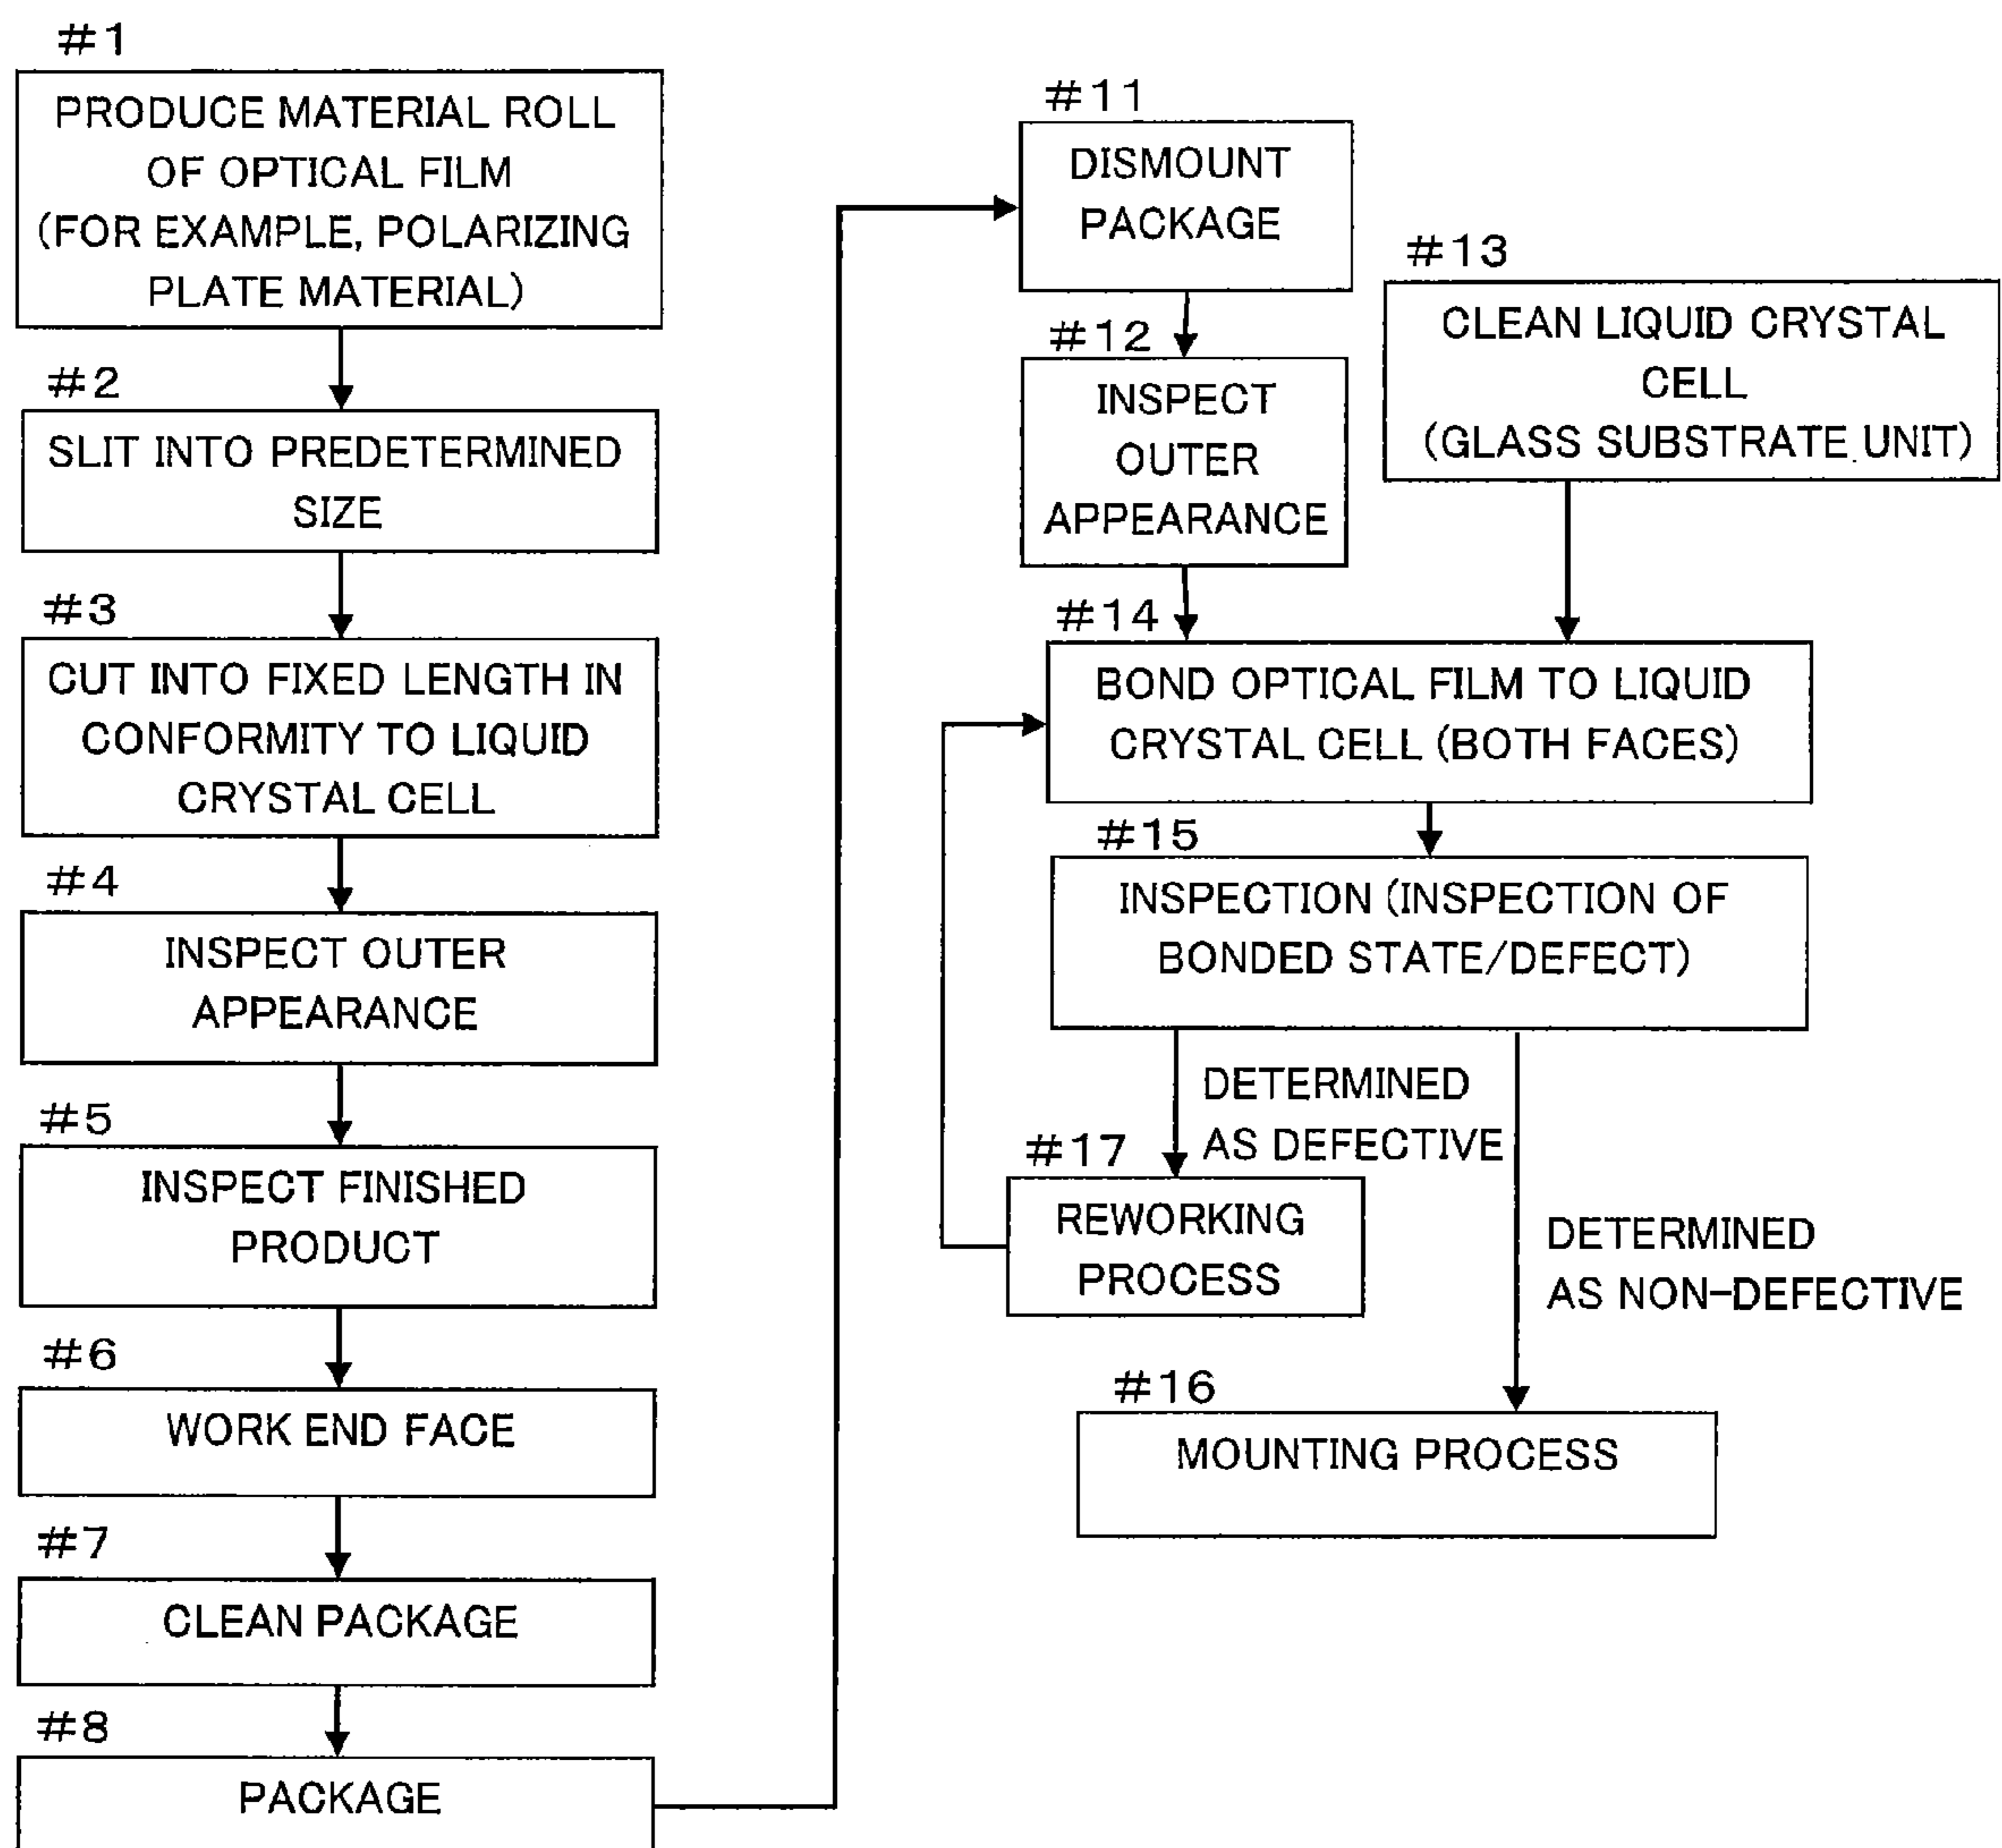 #1
PRODUCE MATERIAL ROLL
OF OPTICAL FILM
(FOR EXAMPLE, POLARIZING
PLATE MATERIAL)
#2
SLIT INTO PREDETERMINED
SIZE
#3
CUT INTO FIXED LENGTH IN
CONFORMITY TO LIQUID
CRYSTAL CELL
#4
INSPECT OUTER
APPEARANCE
#5
INSPECT FINISHED
PRODUCT
#6
WORK END FACE
#7
CLEAN PACKAGE
#8
PACKAGE
#11
DISMOUNT
PACKAGE
#12
INSPECT
OUTER
APPEARANCE
#13
CLEAN LIQUID CRYSTAL
CELL
(GLASS SUBSTRATE UNIT)
#14
BOND OPTICAL FILM TO LIQUID
CRYSTAL CELL (BOTH FACES)
#15
INSPECTION (INSPECTION OF
BONDED STATE/DEFECT)
DETERMINED
AS DEFECTIVE
#17
REWORKING
PROCESS
DETERMINED
AS NON-DEFECTIVE
#16
MOUNTING PROCESS